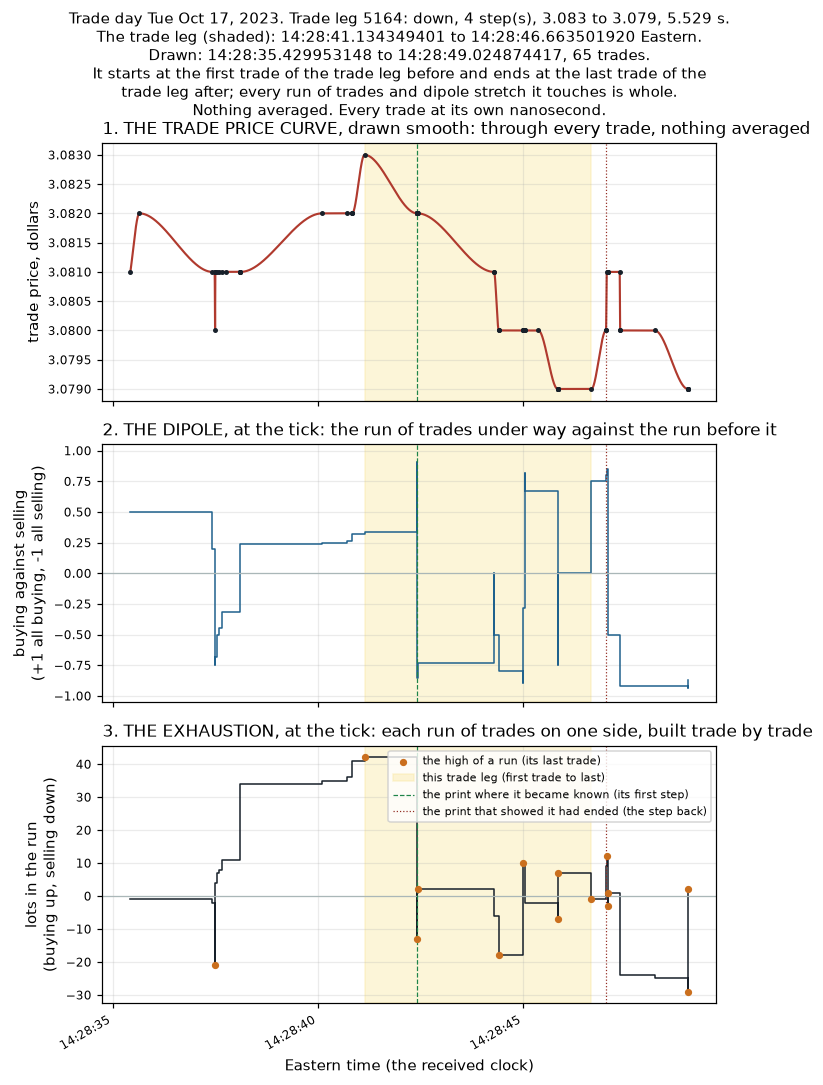 Trade day Tue Oct 17, 2023. Trade leg 5164: down, 4 step(s), 3.083 to 3.079, 5.529 s.
The trade leg (shaded): 14:28:41.134349401 to 14:28:46.663501920 Eastern.
Drawn: 14:28:35.429953148 to 14:28:49.024874417, 65 trades.
It starts at the first trade of the trade leg before and ends at the last trade of the
trade leg after; every run of trades and dipole stretch it touches is whole.
Nothing averaged. Every trade at its own nanosecond.
1. THE TRADE PRICE CURVE, drawn smooth: through every trade, nothing averaged
trade price, dollars
3.0830
3.0825
3.0820
3.0815
3.0810
3.0805
3.0800
3.0795
3.0790
2. THE DIPOLE, at the tick: the run of trades under way against the run before it
buying against selling
(+1 all buying, -1 all selling)
1.00
0.75
0.50
0.25
0.00
−0.25
−0.50
−0.75
−1.00
3. THE EXHAUSTION, at the tick: each run of trades on one side, built trade by trade
lots in the run
(buying up, selling down)
40
30
20
10
0
−10
−20
−30
the high of a run (its last trade)
this trade leg (first trade to last)
the print where it became known (its first step)
the print that showed it had ended (the step back)
14:28:35
14:28:40
14:28:45
Eastern time (the received clock)